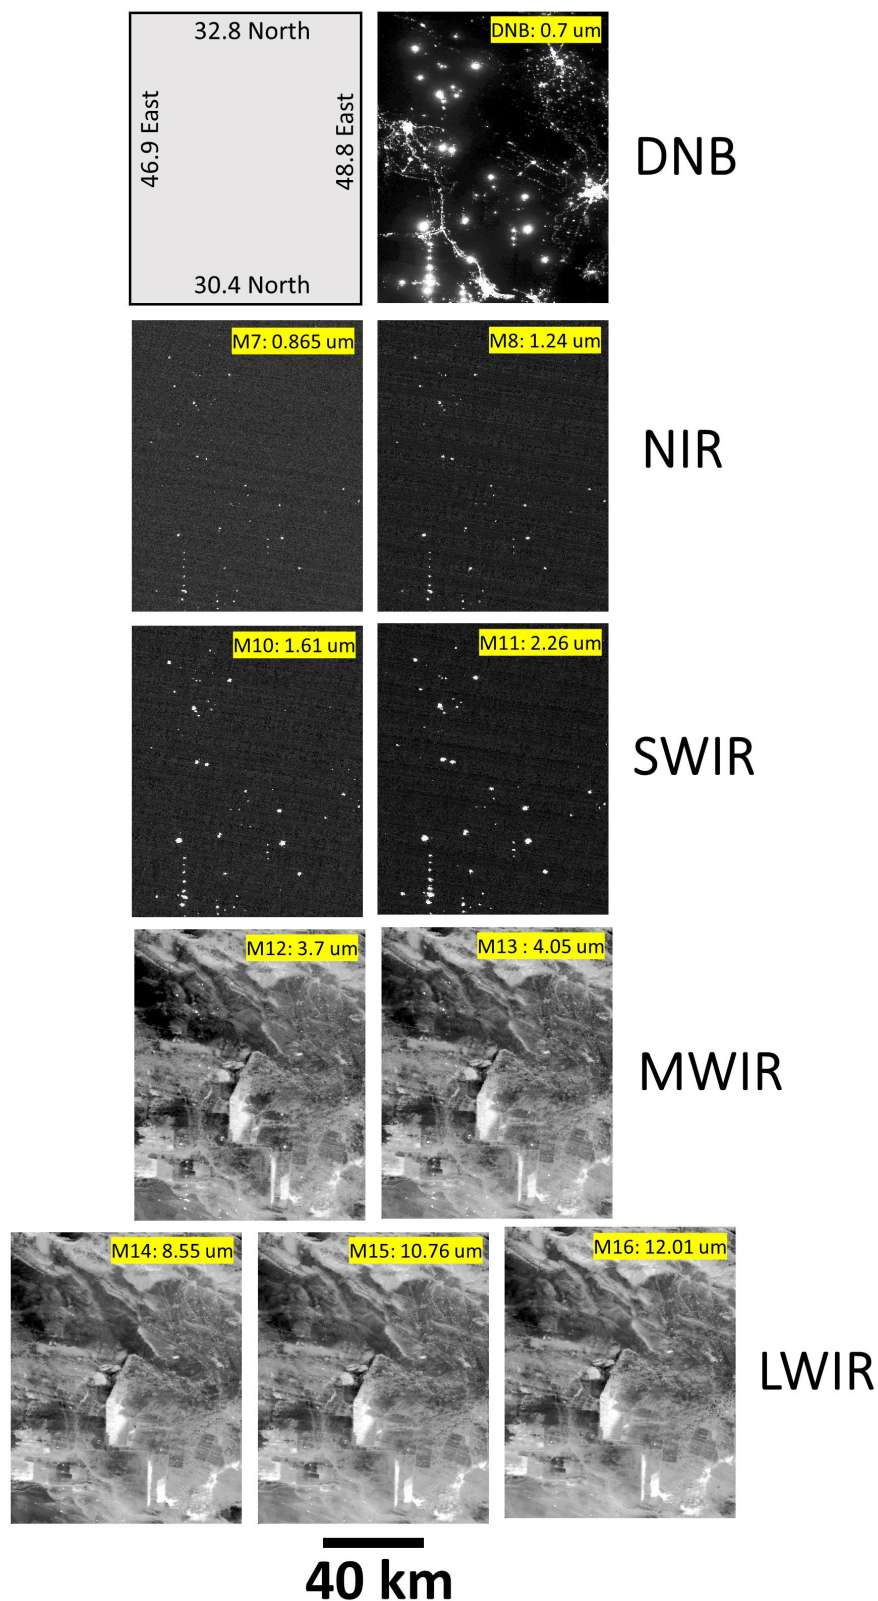 32.8 North
46.9 East
48.8 East
30.4 North
DNB: 0.7 um
DNB
M7: 0.865 um
M8: 1.24 um
NIR
M10: 1.61 um
M11: 2.26 um
SWIR
M12: 3.7 um
M13 : 4.05 um
MWIR
M14: 8.55 um
M15: 10.76 um
M16: 12.01 um
LWIR
40 km